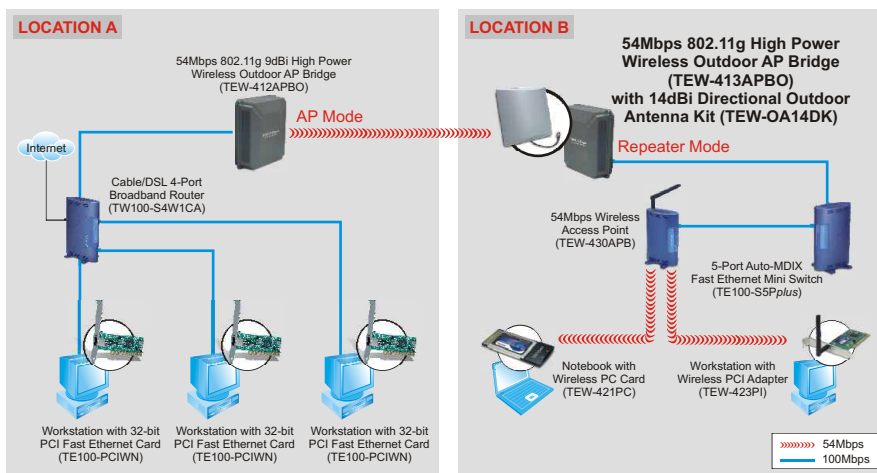 LOCATION A
54Mbps 802.11g 9dBi High Power
Wireless Outdoor AP Bridge
(TEW-412APBO)
AP Mode
Internet
Cable/DSL 4-Port
Broadband Router
(TW100-S4W1CA)
Workstation with 32-bit
PCI Fast Ethernet Card
(TE100-PCIWN)
Workstation with 32-bit
PCI Fast Ethernet Card
(TE100-PCIWN)
Workstation with 32-bit
PCI Fast Ethernet Card
(TE100-PCIWN)
LOCATION B
54Mbps 802.11g High Power
Wireless Outdoor AP Bridge
(TEW-413APBO)
with 14dBi Directional Outdoor
Antenna Kit (TEW-OA14DK)
Repeater Mode
54Mbps Wireless
Access Point
(TEW-430APB)
5-Port Auto-MDIX
Fast Ethernet Mini Switch
(TE100-S5Pplus)
Notebook with
Wireless PC Card
(TEW-421PC)
Workstation with
Wireless PCI Adapter
(TEW-423PI)
54Mbps
100Mbps